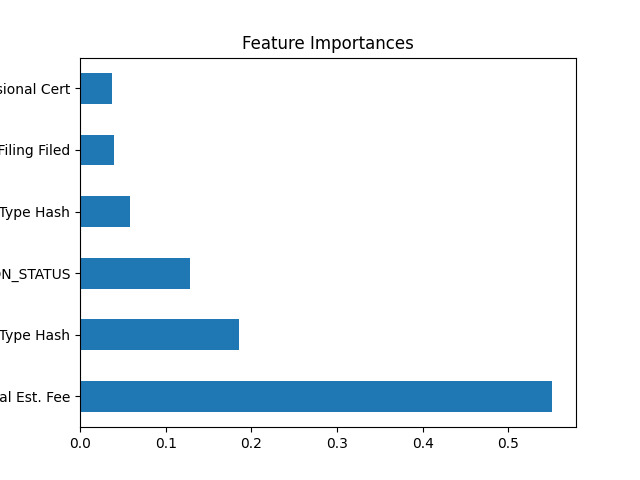 Feature Importances
sional Cert
Filing Filed
Type Hash
ON_STATUS
Type Hash
al Est. Fee
0.0 0.1 0.2 0.3 0.4 0.5